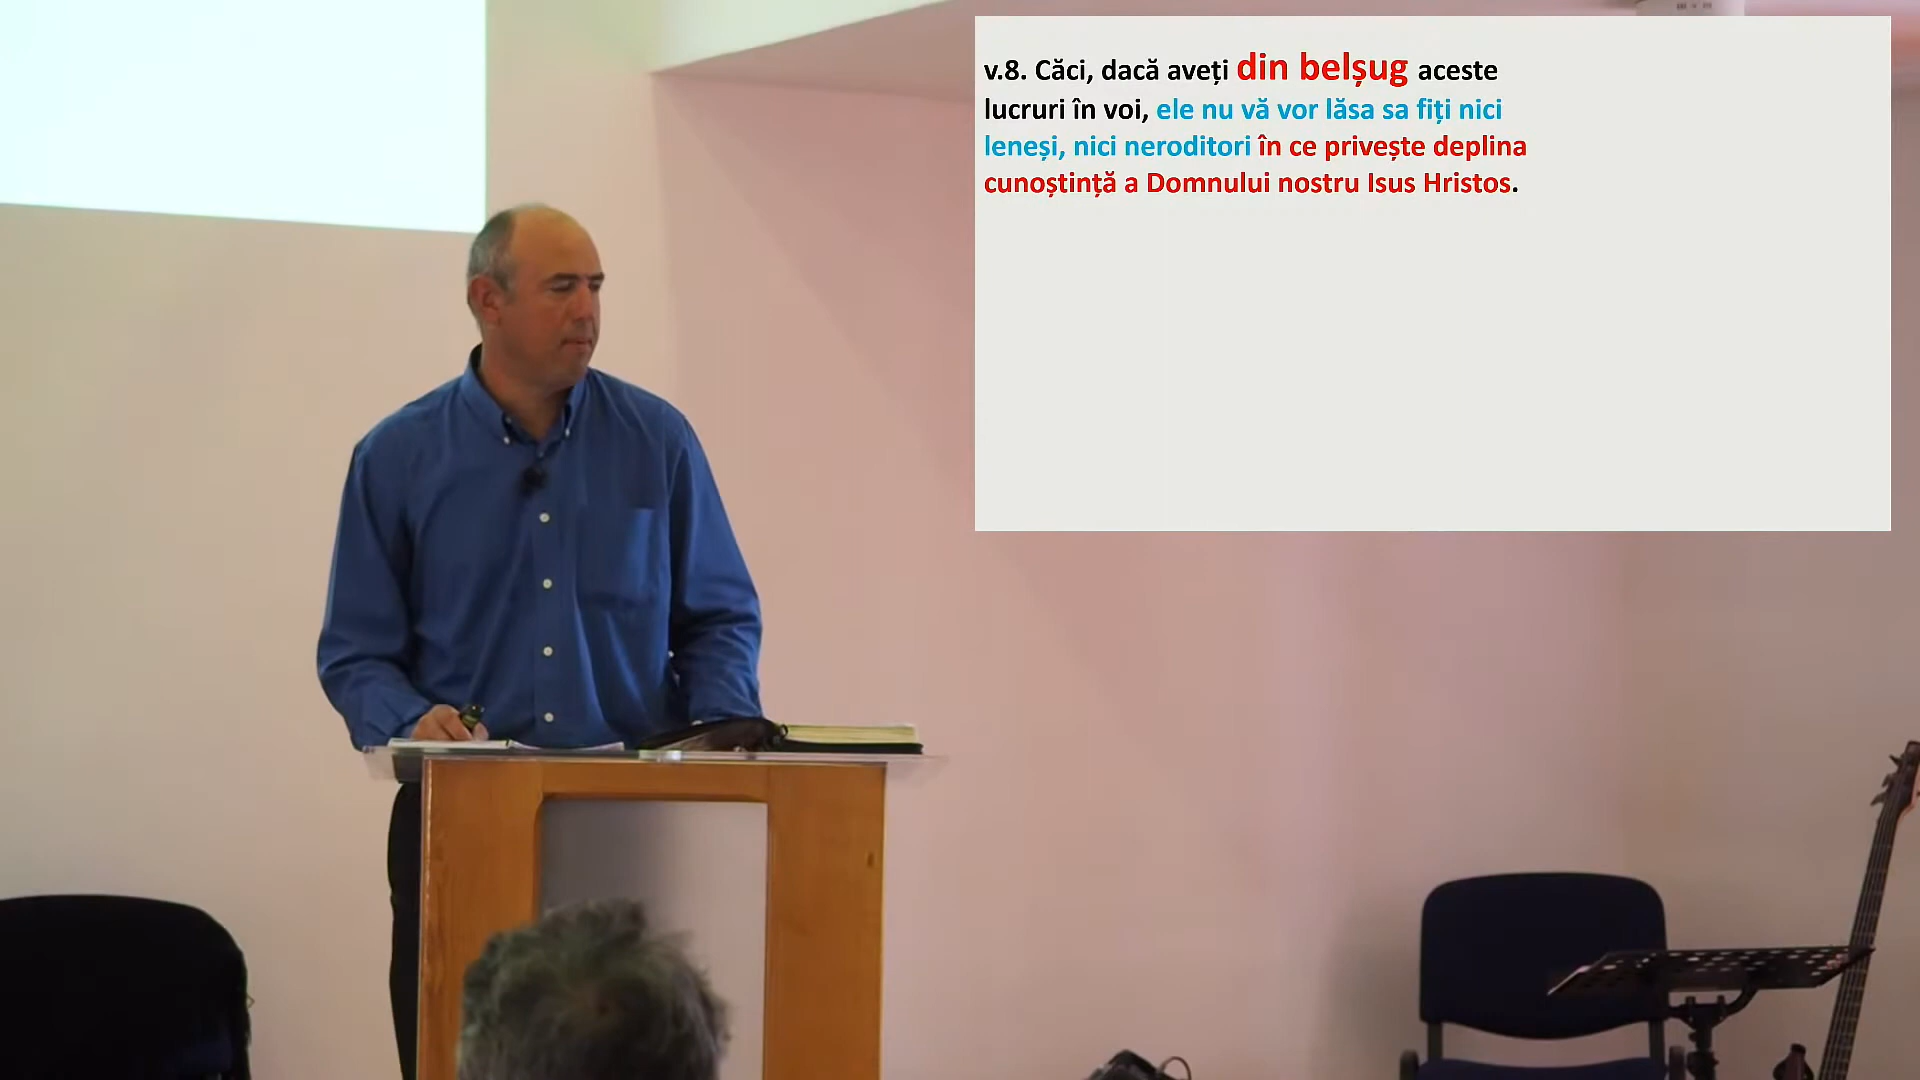 v.8. Căci, dacă aveți din belșug aceste
lucruri în voi, ele nu vă vor lăsa sa fiți nici
leneși, nici neroditori în ce privește deplina
cunoștință a Domnului nostru Isus Hristos.